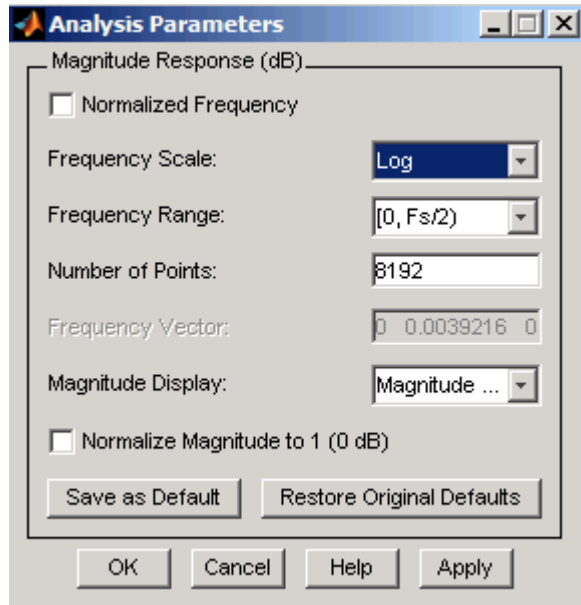 Analysis Parameters
Magnitude Response (dB)
Normalized Frequency
Frequency Scale: Log
Frequency Range: [0, Fs/2)
Number of Points: 8192
Frequency Vector: 0 0.0039216 0
Magnitude Display: Magnitude ...
Normalize Magnitude to 1 (0 dB)
Save as Default Restore Original Defaults
OK Cancel Help Apply